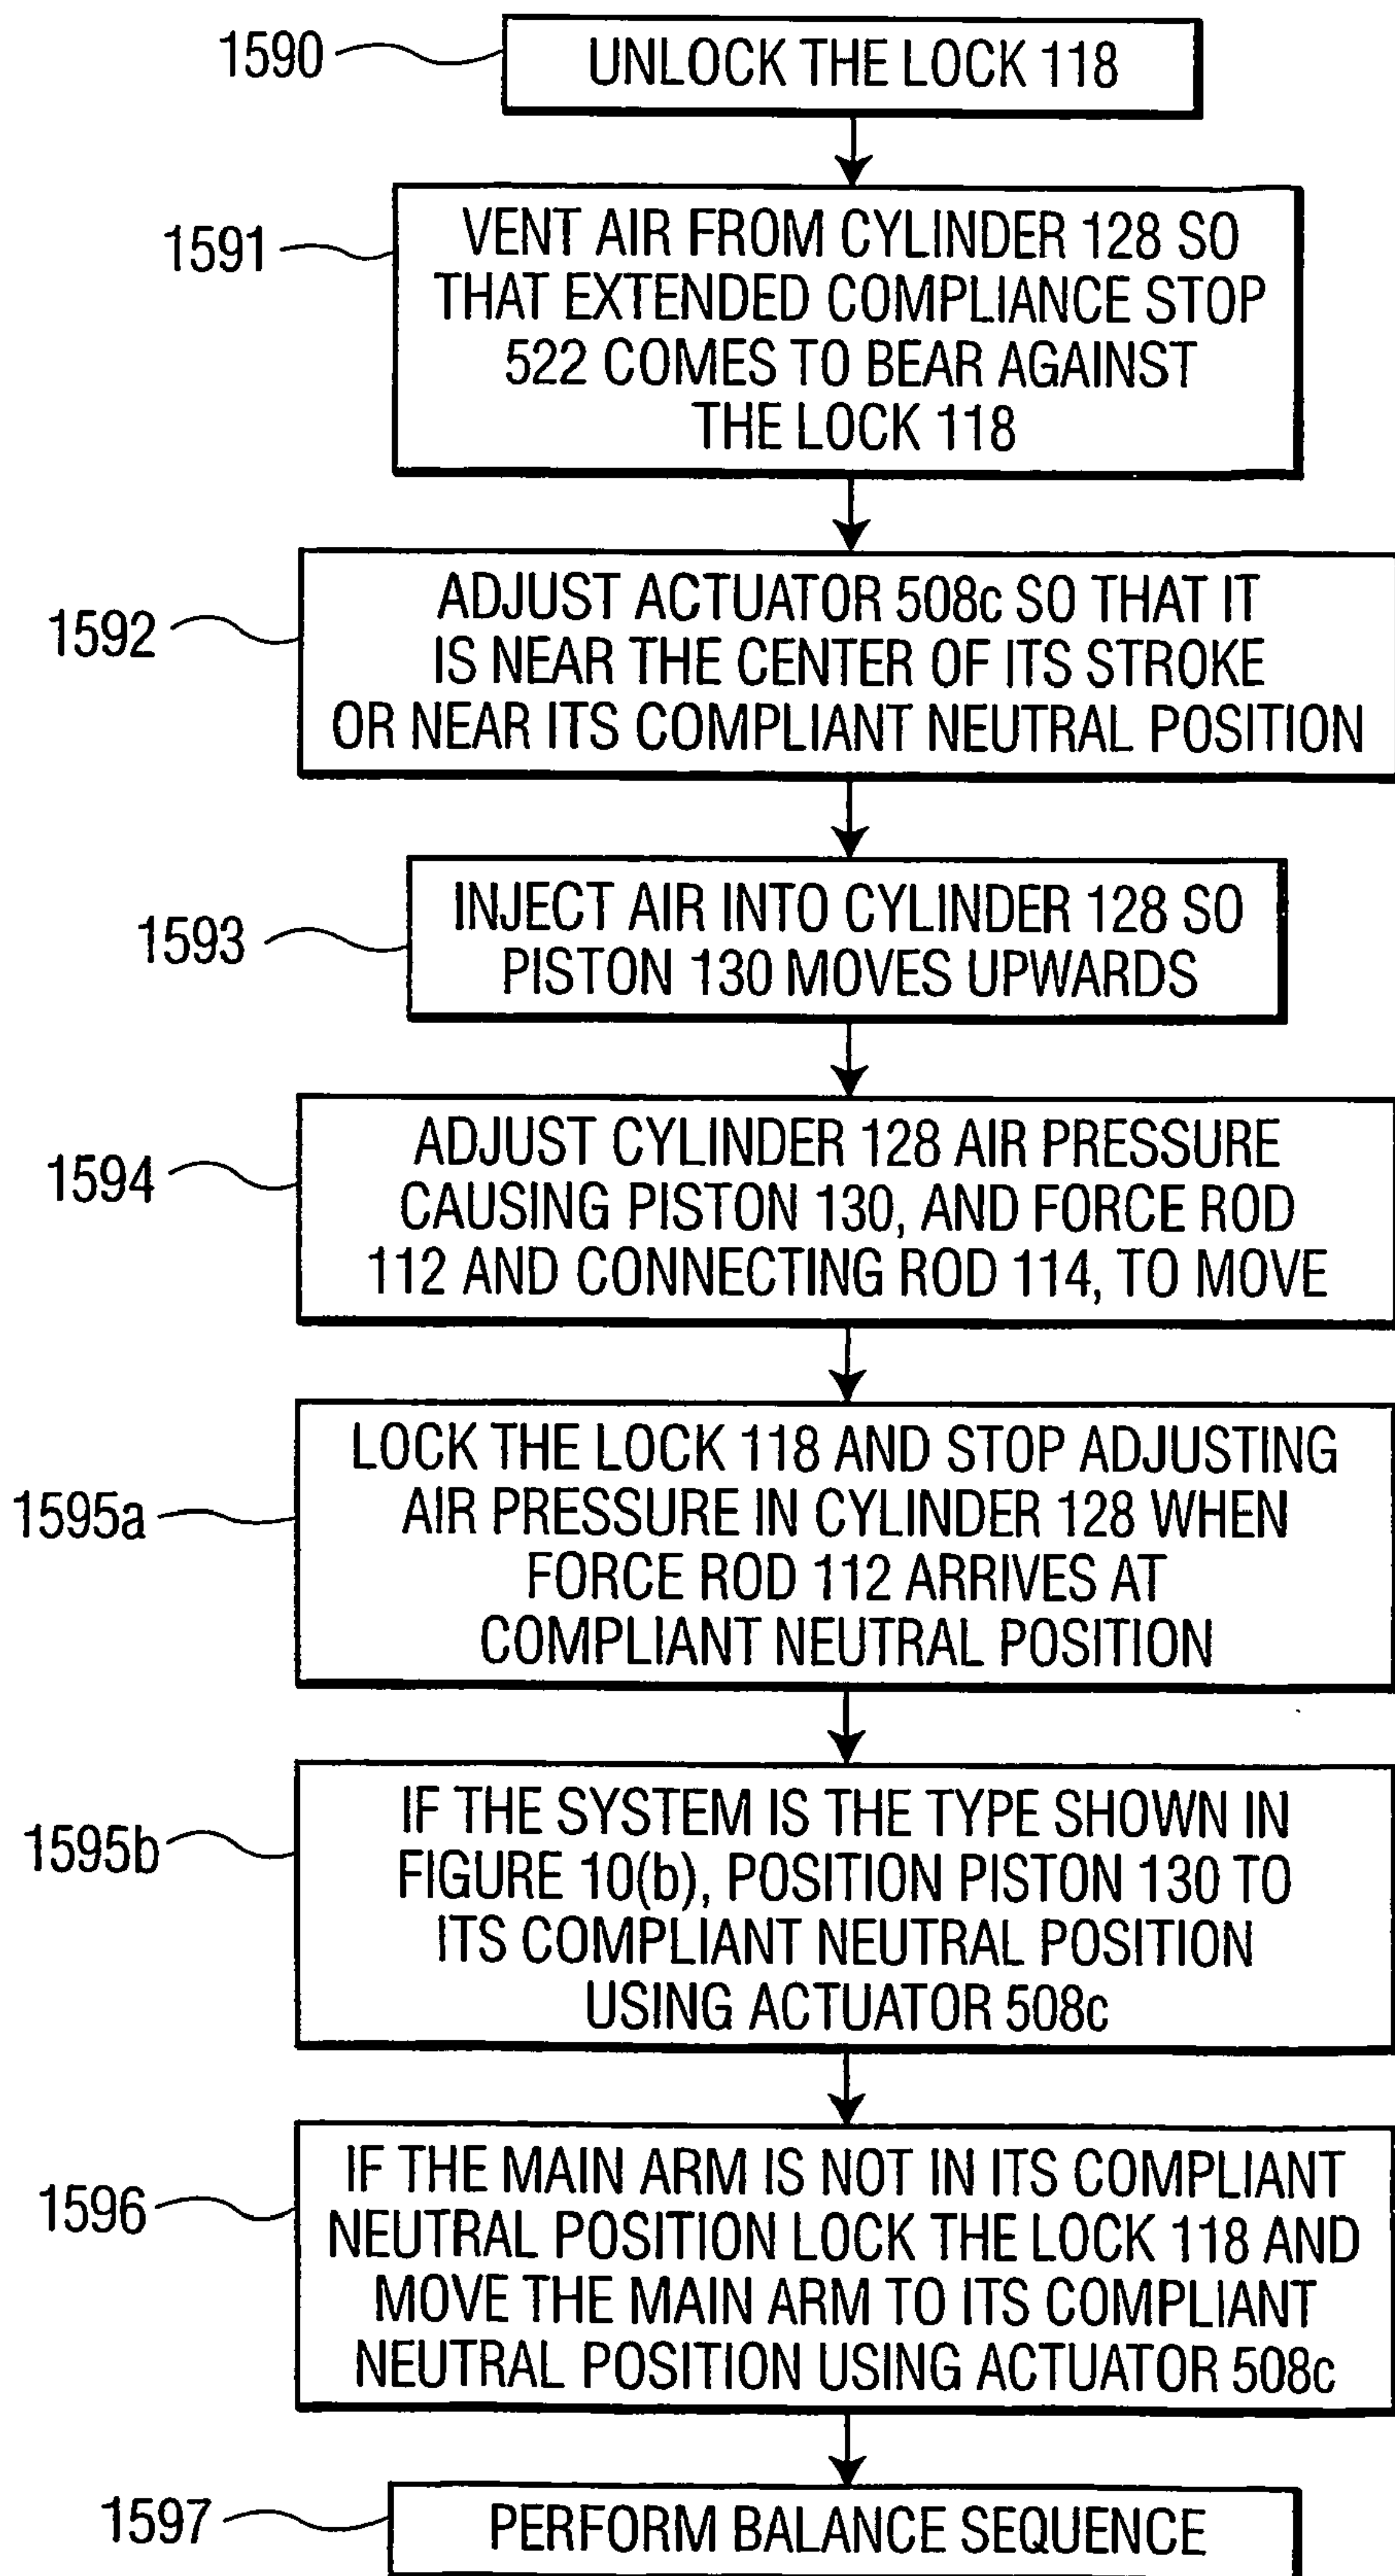 1590
UNLOCK THE LOCK 118
1591
VENT AIR FROM CYLINDER 128 SO
THAT EXTENDED COMPLIANCE STOP
522 COMES TO BEAR AGAINST
THE LOCK 118
1592
ADJUST ACTUATOR 508c SO THAT IT
IS NEAR THE CENTER OF ITS STROKE
OR NEAR ITS COMPLIANT NEUTRAL POSITION
1593
INJECT AIR INTO CYLINDER 128 SO
PISTON 130 MOVES UPWARDS
1594
ADJUST CYLINDER 128 AIR PRESSURE
CAUSING PISTON 130, AND FORCE ROD
112 AND CONNECTING ROD 114, TO MOVE
1595a
LOCK THE LOCK 118 AND STOP ADJUSTING
AIR PRESSURE IN CYLINDER 128 WHEN
FORCE ROD 112 ARRIVES AT
COMPLIANT NEUTRAL POSITION
1595b
IF THE SYSTEM IS THE TYPE SHOWN IN
FIGURE 10(b), POSITION PISTON 130 TO
ITS COMPLIANT NEUTRAL POSITION
USING ACTUATOR 508c
1596
IF THE MAIN ARM IS NOT IN ITS COMPLIANT
NEUTRAL POSITION LOCK THE LOCK 118 AND
MOVE THE MAIN ARM TO ITS COMPLIANT
NEUTRAL POSITION USING ACTUATOR 508c
1597
PERFORM BALANCE SEQUENCE